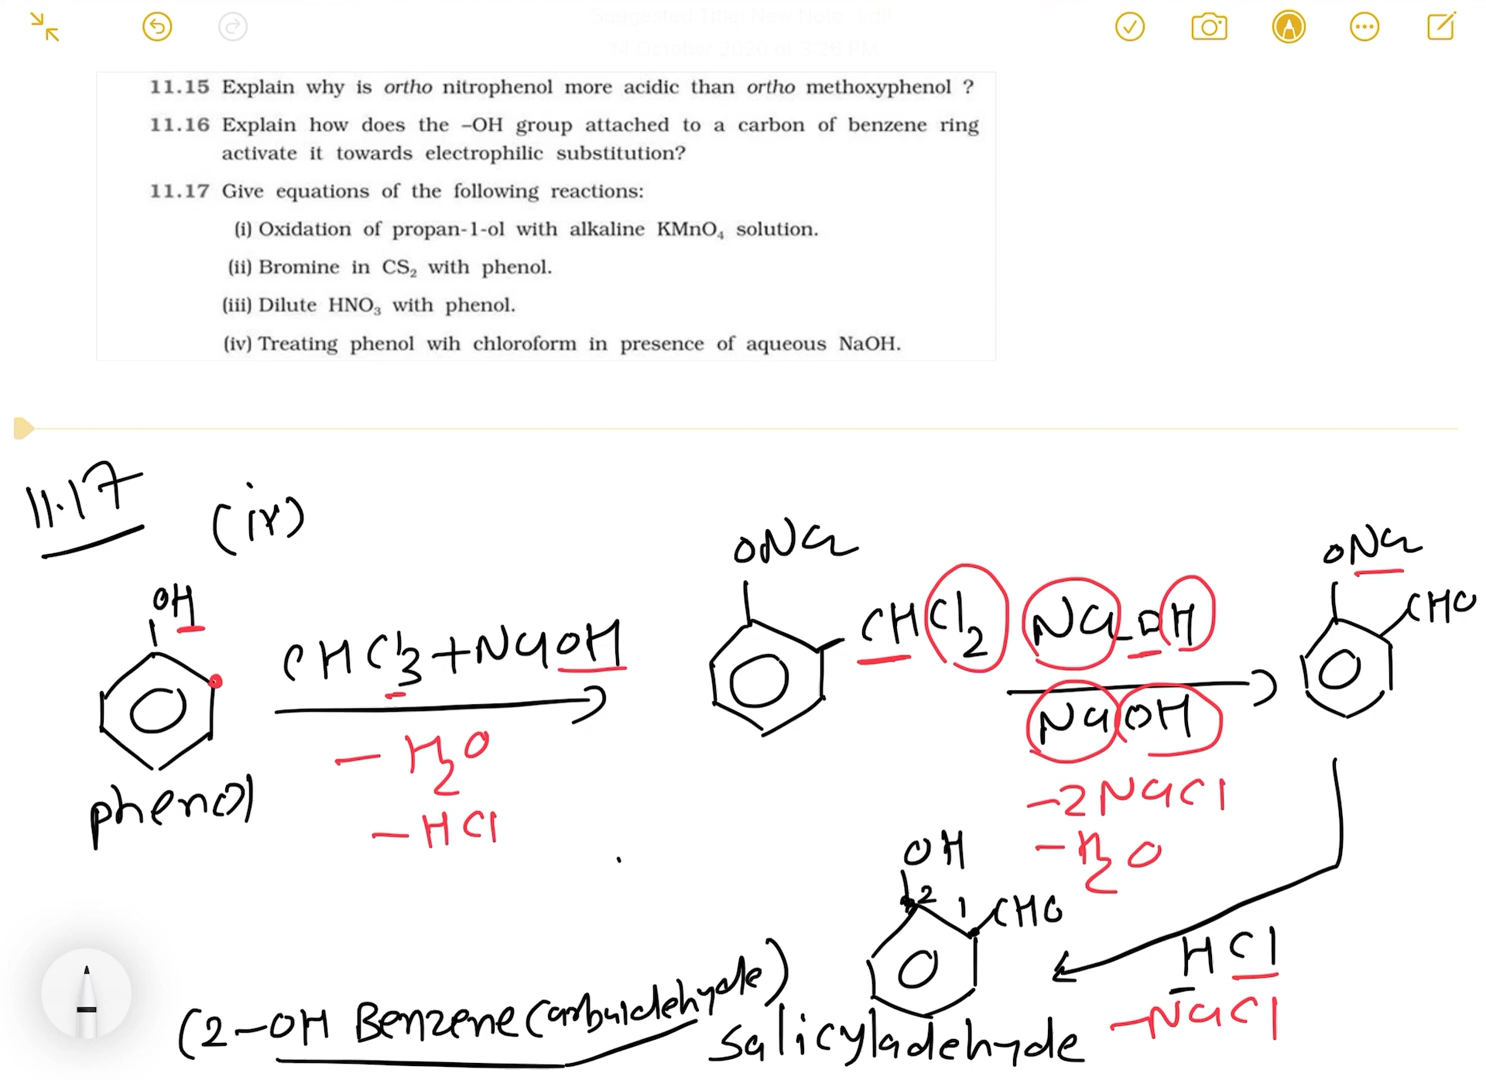 11.15 Explain why is ortho nitrophenol more acidic than ortho methoxyphenol ?
11.16 Explain how does the –OH group attached to a carbon of benzene ring
activate it towards electrophilic substitution?
11.17 Give equations of the following reactions:
(i) Oxidation of propan-1-ol with alkaline KMnO₄ solution.
(ii) Bromine in CS₂ with phenol.
(iii) Dilute HNO₃ with phenol.
(iv) Treating phenol wih chloroform in presence of aqueous NaOH.
11.17
(iv)
OH
phenol
CHCl₃+NaOH
– H₂O
– HCl
ONa
CHCl₂
Na-OH
NaOH
–2NaCl
–H₂O
ONa
CHO
HCl
–NaCl
OH
2
1
CHO
Salicyladehyde
(2–OH Benzene Carbaldehyde)